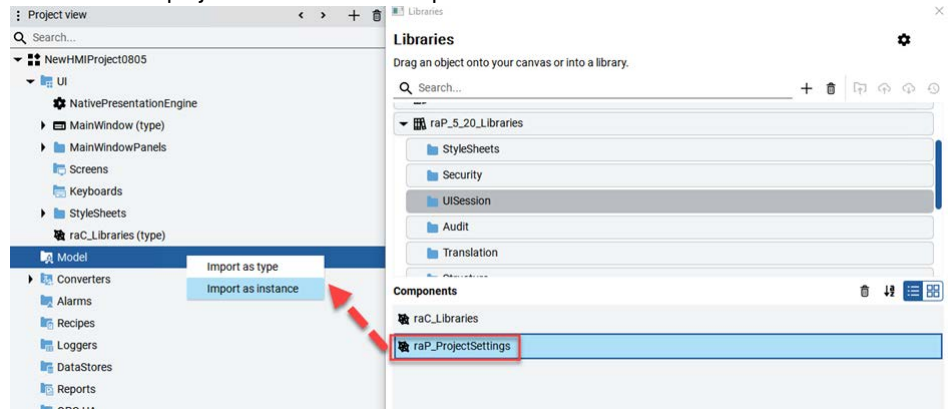 Project view
Search...
NewHMIProject0805
UI
NativePresentationEngine
MainWindow (type)
MainWindowPanels
Screens
Keyboards
StyleSheets
raC_Libraries (type)
Model
Import as type
Import as instance
Converters
Alarms
Recipes
Loggers
DataStores
Reports
Libraries
Libraries
Drag an object onto your canvas or into a library.
Search...
raP_5_20_Libraries
StyleSheets
Security
UISession
Audit
Translation
Components
raC_Libraries
raP_ProjectSettings